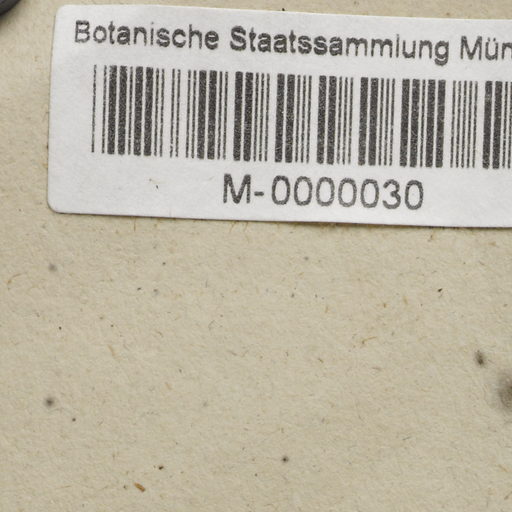 Botanische Staatssammlung Mün
M-0000030